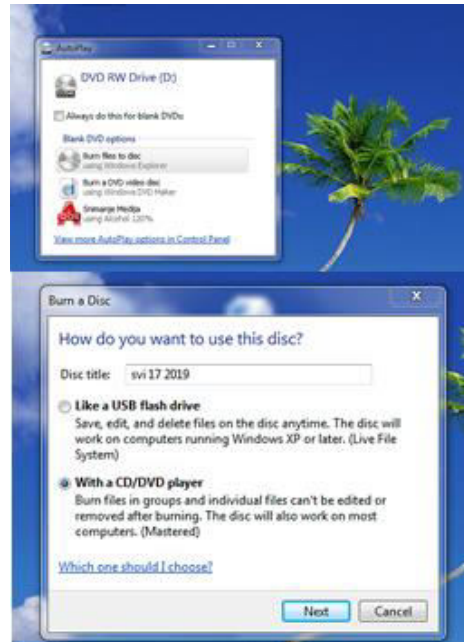 AutoPlay
DVD RW Drive (D:)
Always do this for blank DVDs
Blank DVD options
Burn files to disc
using Windows Explorer
Burn a DVD video disc
using Windows DVD Maker
Snimanje Medija
using Alcohol 120%
View more AutoPlay options in Control Panel
Burn a Disc
How do you want to use this disc?
Disc title: svi 17 2019
Like a USB flash drive
Save, edit, and delete files on the disc anytime. The disc will
work on computers running Windows XP or later. (Live File
System)
With a CD/DVD player
Burn files in groups and individual files can't be edited or
removed after burning. The disc will also work on most
computers. (Mastered)
Which one should I choose?
Next Cancel